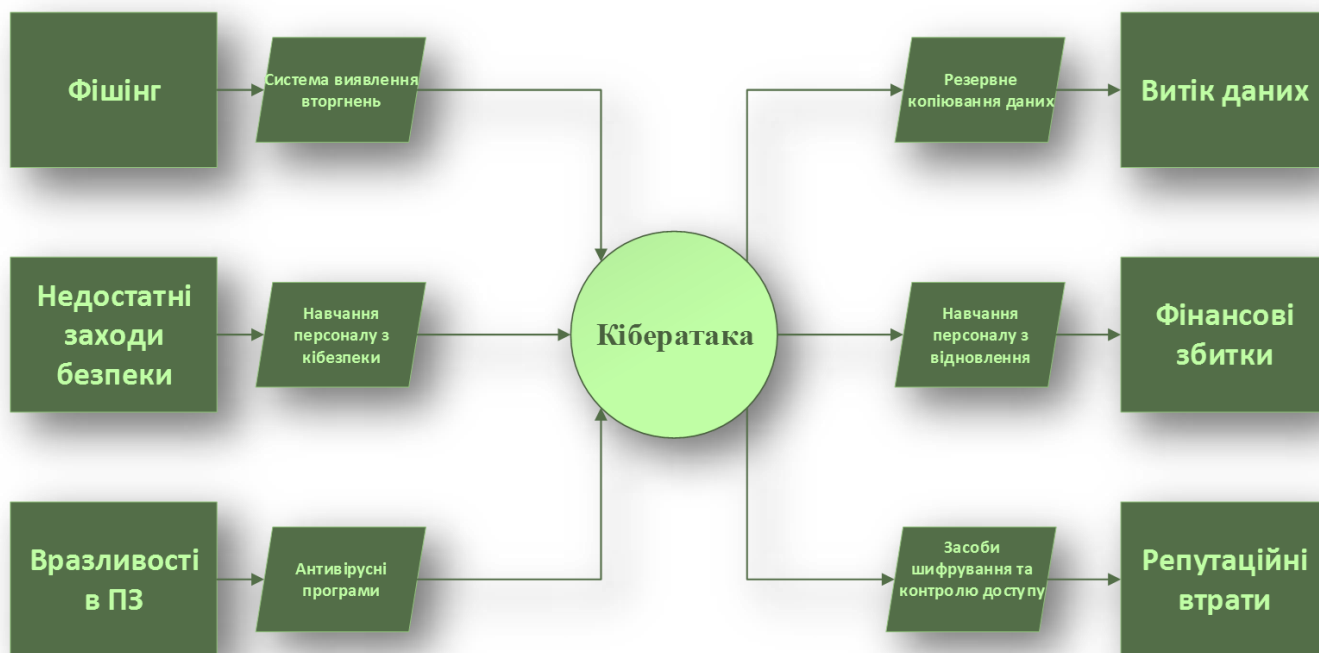 Фішінг
Система виявлення
вторгнень
Резервне
копіювання даних
Витік даних
Недостатні
заходи
безпеки
Навчання
персоналу з
кібезпеки
Кібератака
Навчання
персоналу з
відновлення
Фінансові
збитки
Вразливості
в ПЗ
Антивірусні
програми
Засоби
шифрування та
контролю доступу
Репутаційні
втрати